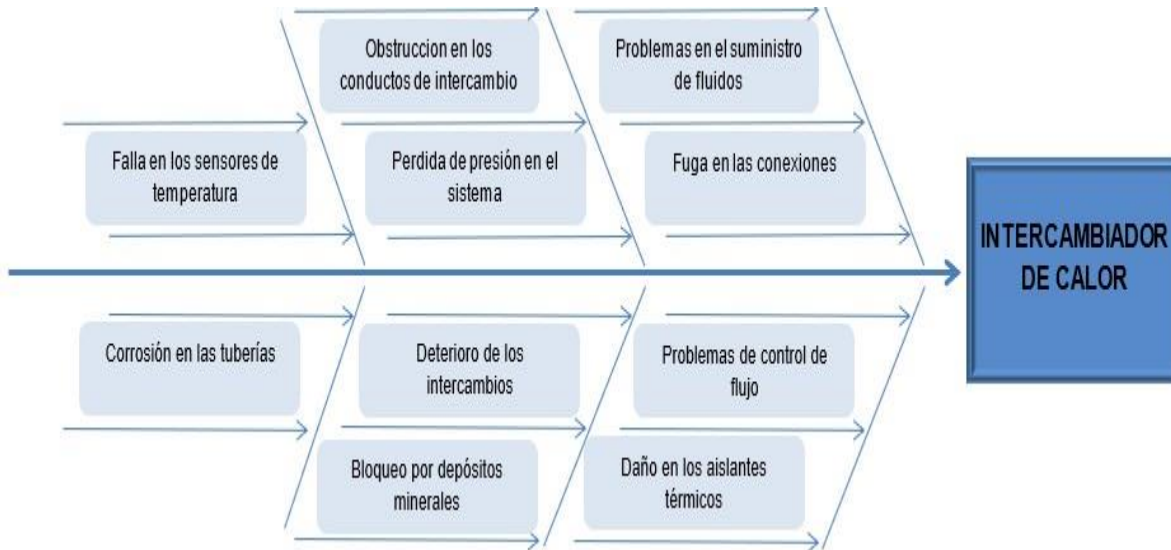 Obstruccion en los
conductos de intercambio
Problemas en el suministro
de fluidos
Falla en los sensores de
temperatura
Perdida de presión en el
sistema
Fuga en las conexiones
INTERCAMBIADOR
DE CALOR
Corrosión en las tuberías
Deterioro de los
intercambios
Problemas de control de
flujo
Bloqueo por depósitos
minerales
Daño en los aislantes
térmicos